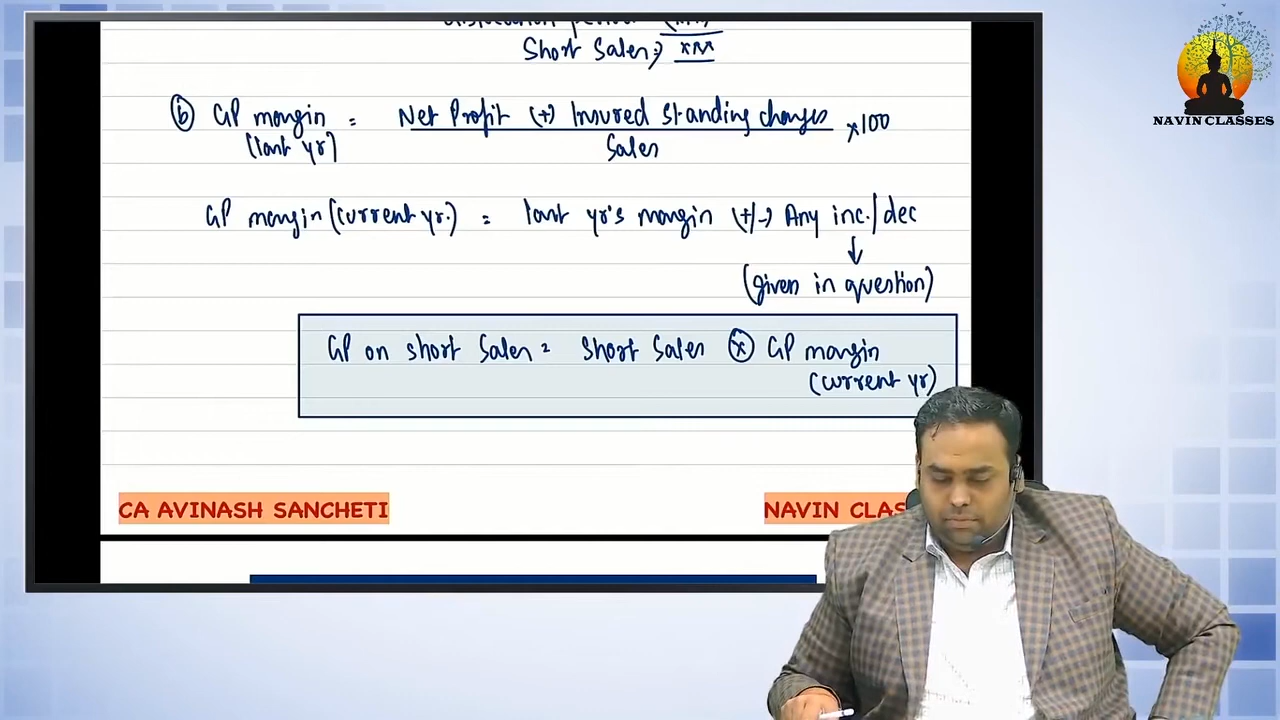 Short Sales ⇒ XM
(b) GP margin = Net Profit (+) Insured Standing charges ×100
(last yr) Sales
GP margin (current yr.) = last yr's margin (+/-) Any inc./dec
↓
(given in question)
GP on short Sales = Short Sales (×) GP margin
(current yr)
CA AVINASH SANCHETI
NAVIN CLAS
NAVIN CLASSES